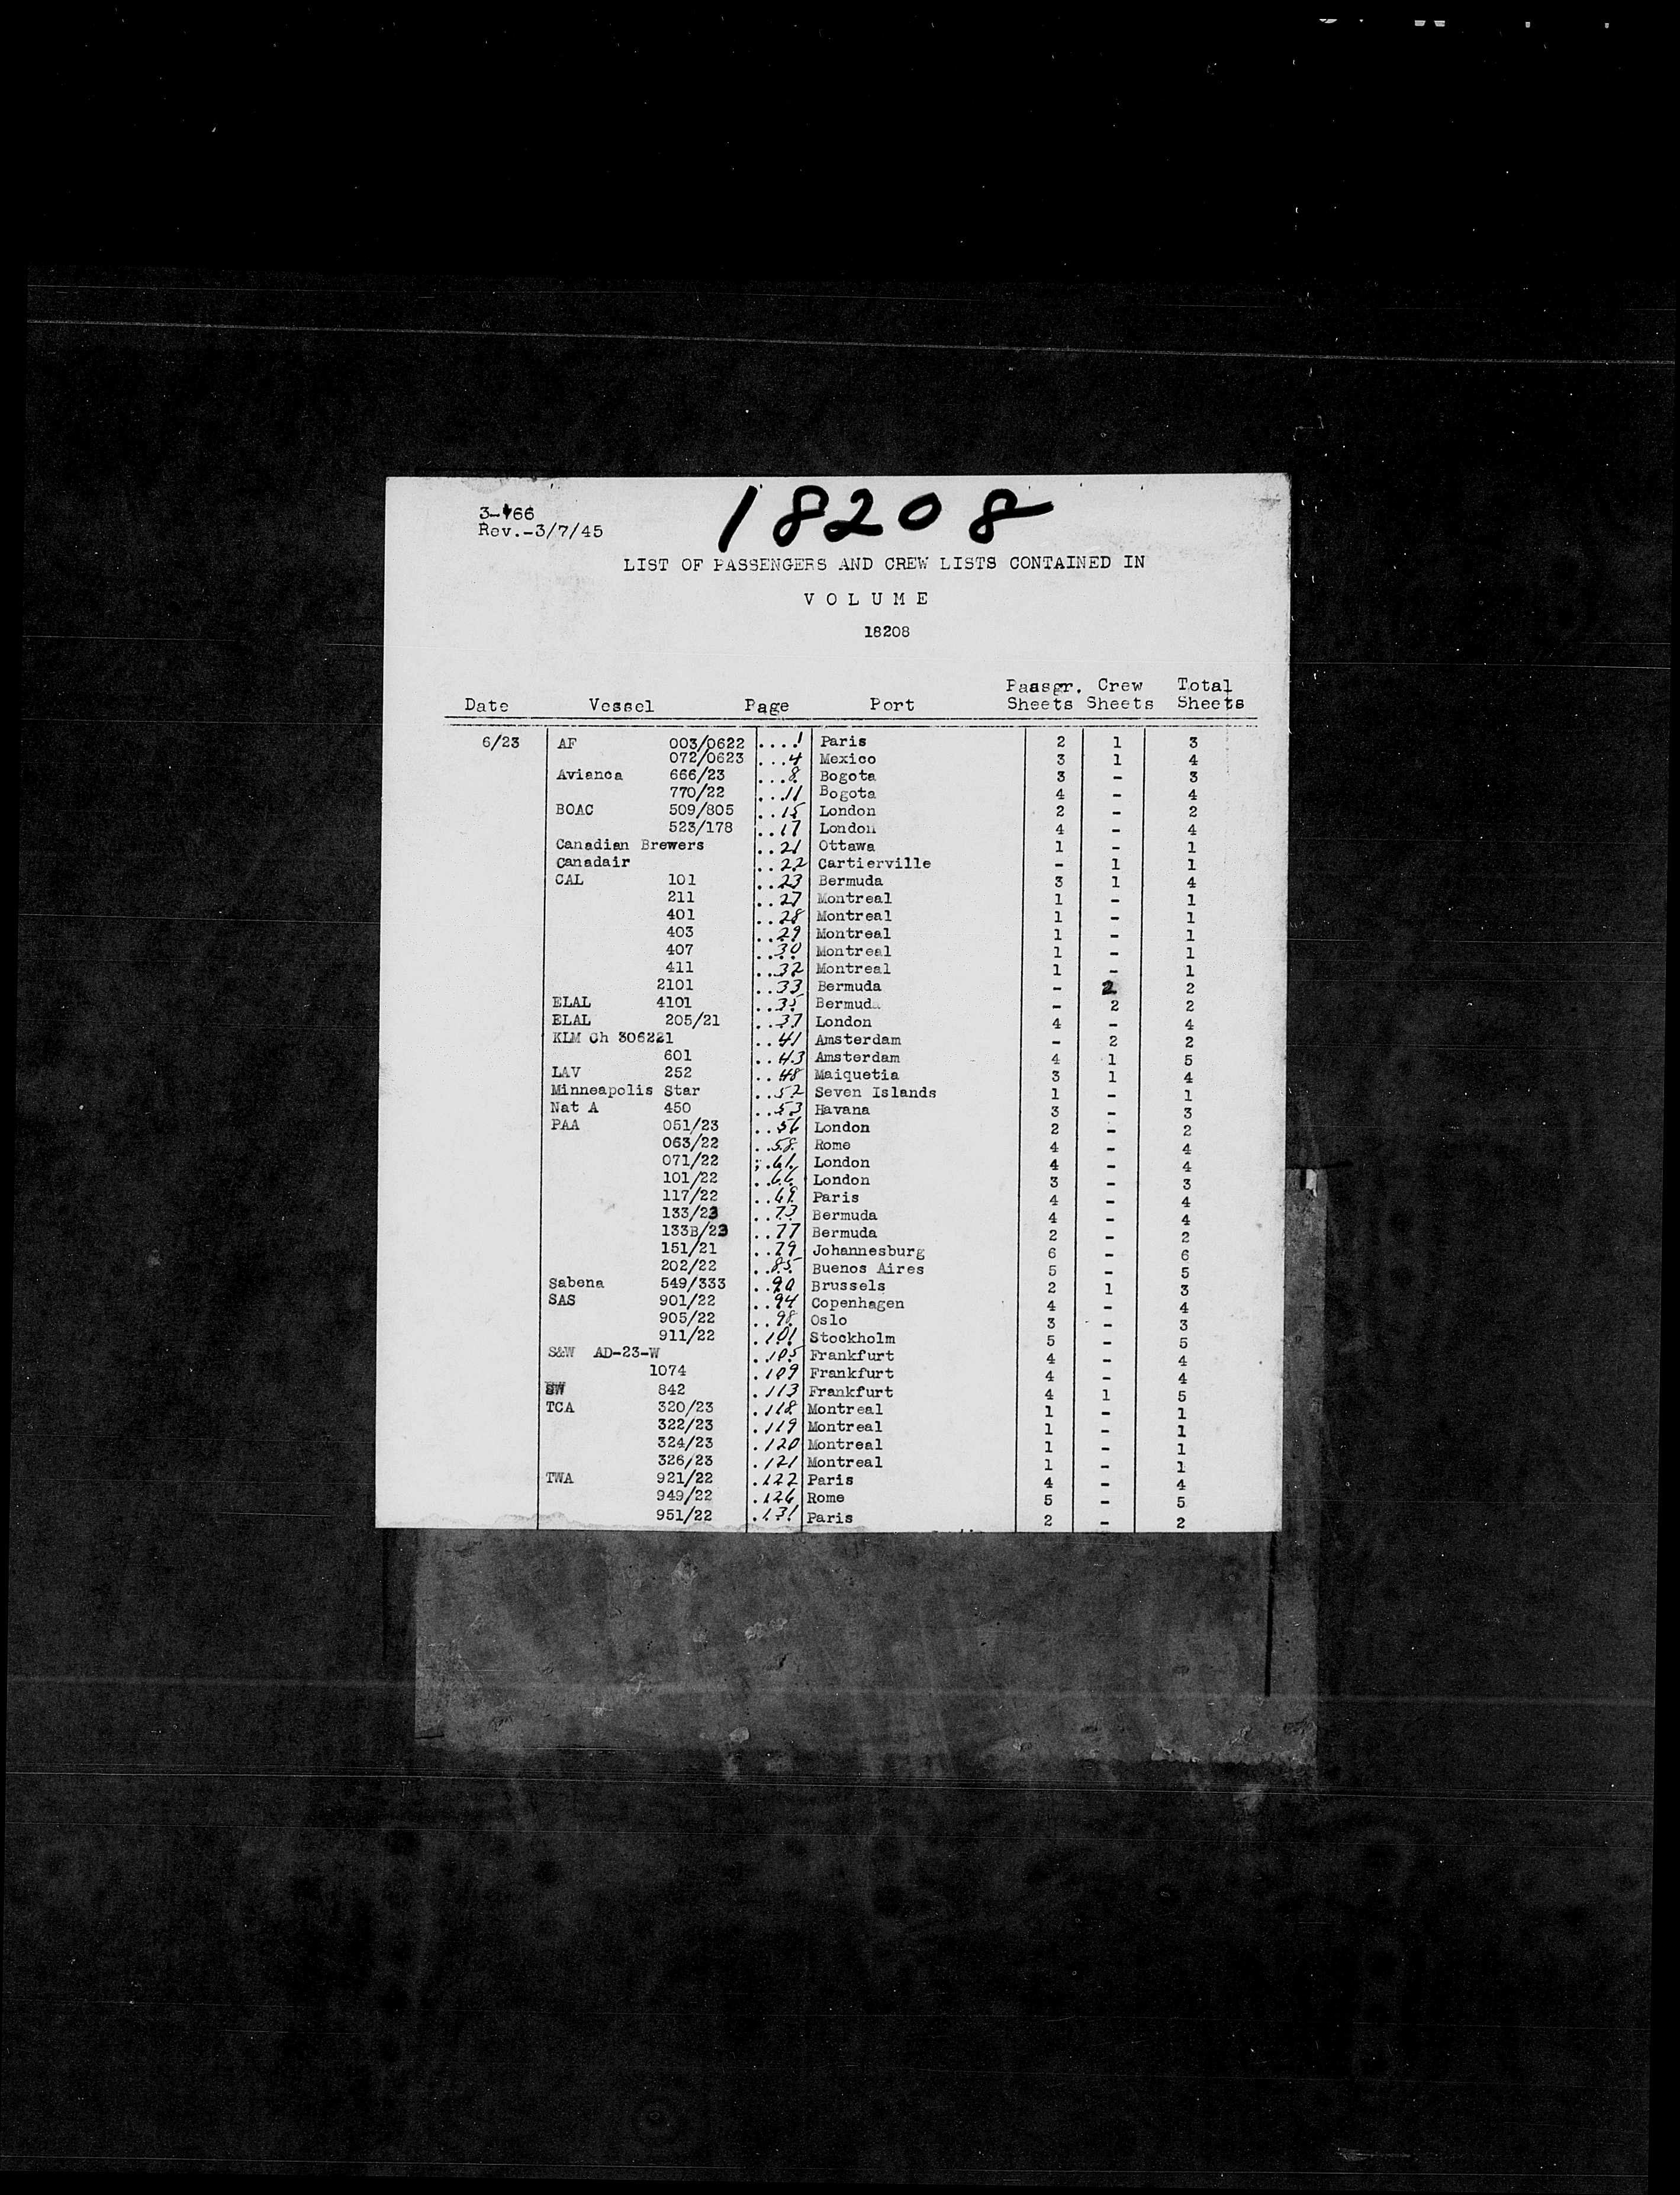 18208
3-166
Rev.-3/7/45
LIST OF PASSENGERS AND CREW LISTS CONTAINED IN
VOLUME
18208
Date Vessel Page Port Paasgr. Sheets Crew Sheets Total Sheets
6/23 AF 003/0622 ....1 Paris 2 1 3
072/0623 ...4 Mexico 3 1 4
Avianca 666/23 ...8 Bogota 3 - 3
770/22 ...11 Bogota 4 - 4
BOAC 509/805 ..15 London 2 - 2
523/178 ..17 London 4 - 4
Canadian Brewers ..21 Ottawa 1 - 1
Canadair ..22 Cartierville - 1 1
CAL 101 ..23 Bermuda 3 1 4
211 ..27 Montreal 1 - 1
401 ..28 Montreal 1 - 1
403 ..29 Montreal 1 - 1
407 ..30 Montreal 1 - 1
411 ..32 Montreal 1 - 1
2101 ..33 Bermuda - 2 2
ELAL 4101 ..35 Bermuda - 2 2
ELAL 205/21 ..37 London 4 - 4
KLM Ch 306221 ..41 Amsterdam - 2 2
601 ..43 Amsterdam 4 1 5
LAV 252 ..48 Maiquetia 3 1 4
Minneapolis Star ..52 Seven Islands 1 - 1
Nat A 450 ..53 Havana 3 - 3
PAA 051/23 ..56 London 2 - 2
063/22 ..58 Rome 4 - 4
071/22 ..61 London 4 - 4
101/22 ..66 London 3 - 3
117/22 ..69 Paris 4 - 4
133/23 ..73 Bermuda 4 - 4
133B/23 ..77 Bermuda 2 - 2
151/21 ..79 Johannesburg 6 - 6
202/22 ..85 Buenos Aires 5 - 5
Sabena 549/333 ..90 Brussels 2 1 3
SAS 901/22 ..94 Copenhagen 4 - 4
905/22 ..98 Oslo 3 - 3
911/22 .101 Stockholm 5 - 5
S&W AD-23-W .105 Frankfurt 4 - 4
1074 .109 Frankfurt 4 - 4
SW 842 .113 Frankfurt 4 1 5
TCA 320/23 .118 Montreal 1 - 1
322/23 .119 Montreal 1 - 1
324/23 .120 Montreal 1 - 1
326/23 .121 Montreal 1 - 1
TWA 921/22 .122 Paris 4 - 4
949/22 .126 Rome 5 - 5
951/22 .131 Paris 2 - 2